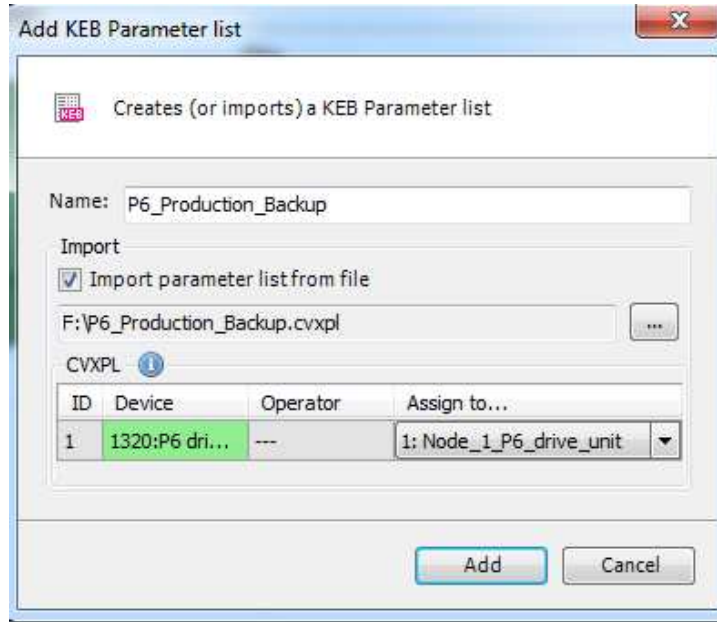 Add KEB Parameter list
KEB
Creates (or imports) a KEB Parameter list
Name: P6_Production_Backup
Import
Import parameter list from file
F:\P6_Production_Backup.cvxpl ...
CVXPL
ID Device Operator Assign to...
1 1320:P6 dri... --- 1: Node_1_P6_drive_unit
Add Cancel